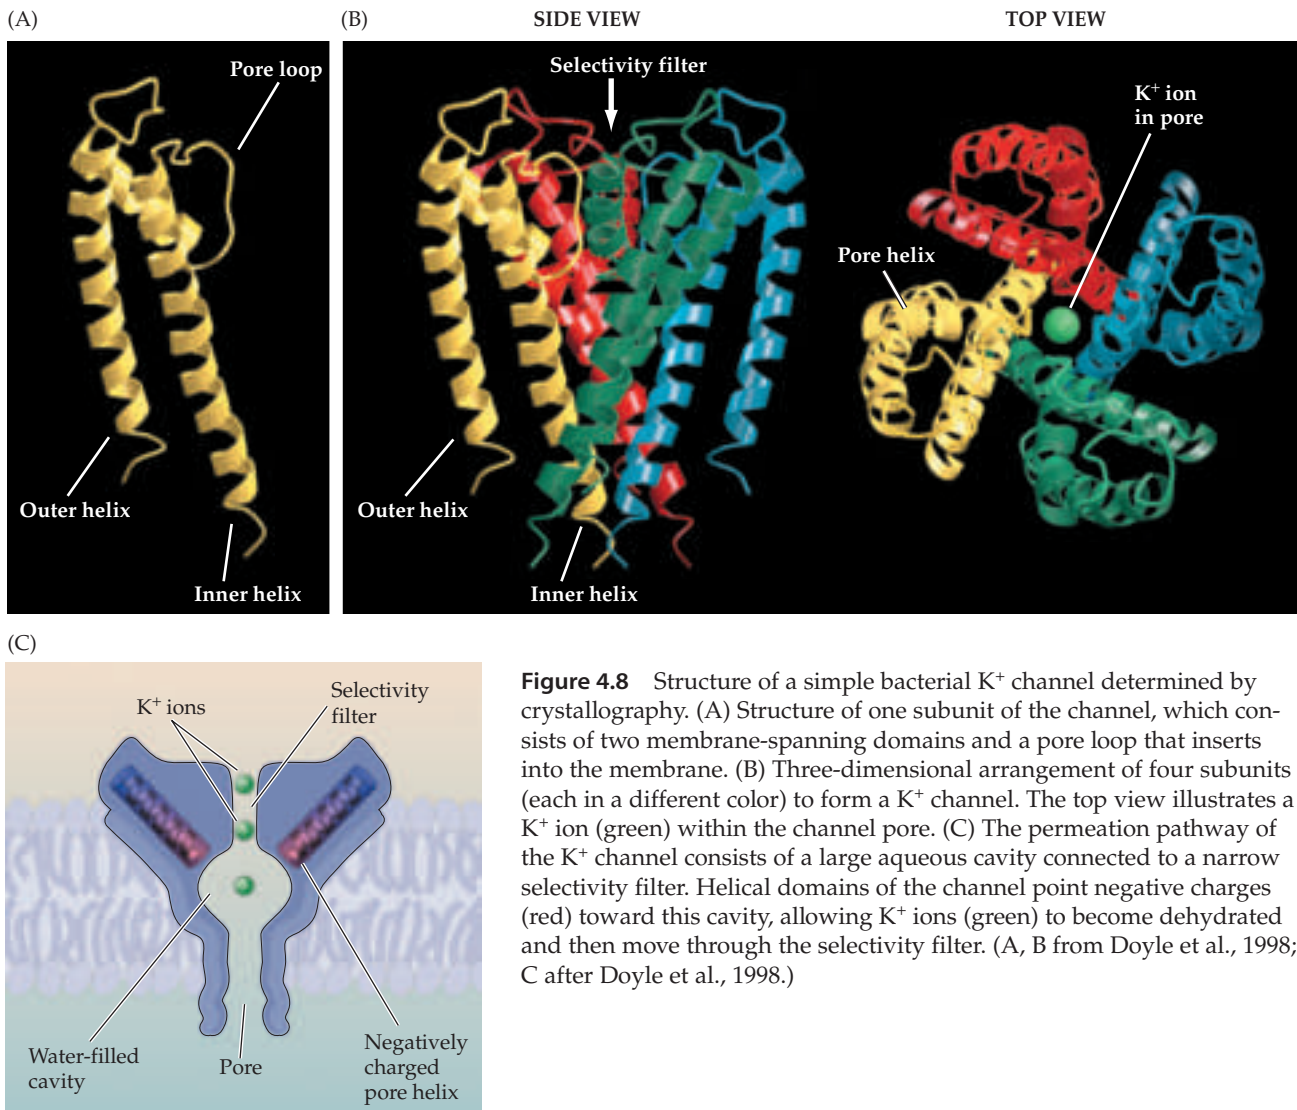 (A)
Pore loop
Outer helix
Inner helix
(B)
SIDE VIEW
TOP VIEW
Selectivity filter
K⁺ ion
in pore
Pore helix
Outer helix
Inner helix
(C)
K⁺ ions
Selectivity
filter
Water-filled
cavity
Pore
Negatively
charged
pore helix
Figure 4.8 Structure of a simple bacterial K⁺ channel determined by
crystallography. (A) Structure of one subunit of the channel, which con-
sists of two membrane-spanning domains and a pore loop that inserts
into the membrane. (B) Three-dimensional arrangement of four subunits
(each in a different color) to form a K⁺ channel. The top view illustrates a
K⁺ ion (green) within the channel pore. (C) The permeation pathway of
the K⁺ channel consists of a large aqueous cavity connected to a narrow
selectivity filter. Helical domains of the channel point negative charges
(red) toward this cavity, allowing K⁺ ions (green) to become dehydrated
and then move through the selectivity filter. (A, B from Doyle et al., 1998;
C after Doyle et al., 1998.)